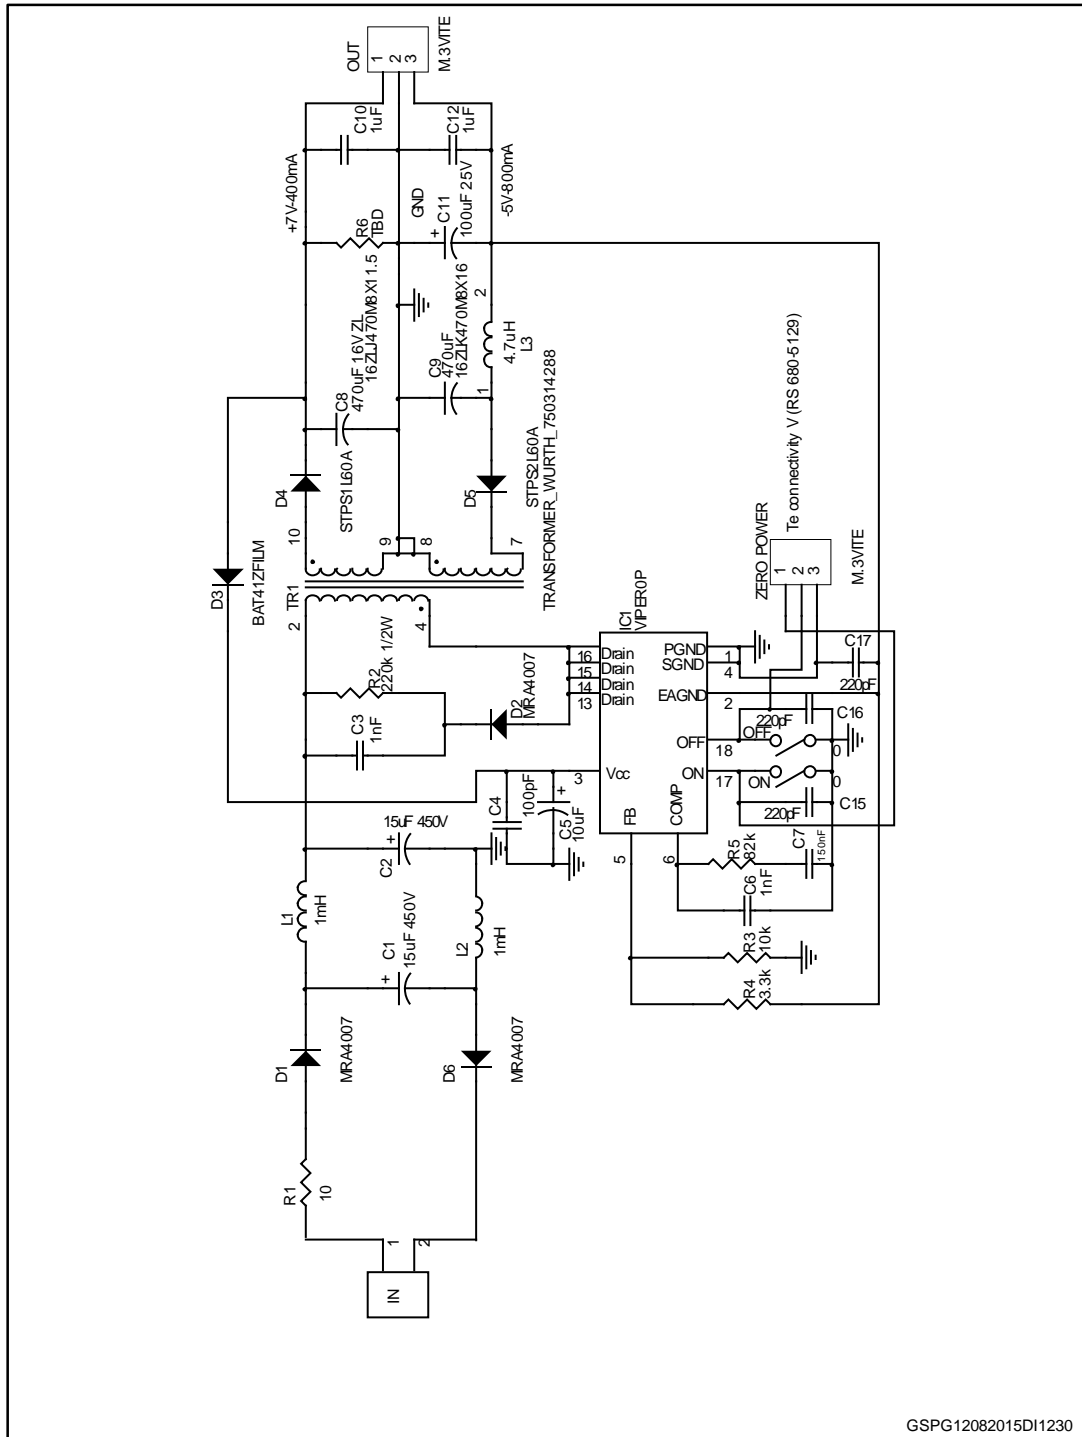 IN
1
2
R1
10
D1
MRA4007
D6
MRA4007
L1
1mH
C1
15uF 450V
+
L2
1mH
C2
15uF 450V
+
C3
1nF
R2
220k 1/2W
D2
MRA4007
D3
BAT41ZFILM
TR1
2
4
10
9
8
7
TRANSFORMER_WURTH_750314288
D4
STPS1L60A
D5
STPS2L60A
C8
470uF 16V ZL
16ZLJ470M8X11.5
C9
470uF
16ZLK470M8X16
1
2
4.7uH
L3
R6
TBD
GND
+
C11
100uF 25V
+7V-400mA
-5V-800mA
C10
1uF
C12
1uF
OUT
1
2
3
M.3VITE
C4
100pF
C5
10uF
+
IC1
VIPER0P
Drain
Drain
Drain
Drain
16
15
14
13
Vcc
3
PGND
SGND
1
4
EAGND
2
OFF
18
ON
17
FB
5
COMP
6
R4
3.3k
R3
10k
C6
1nF
R5
82k
C7
150nF
220pF
C15
ON
0
OFF
0
220pF
C16
220pF
C17
ZERO POWER
1
2
3
M.3VITE
Te connectivity V (RS 680-5129)
GSPG12082015DI1230